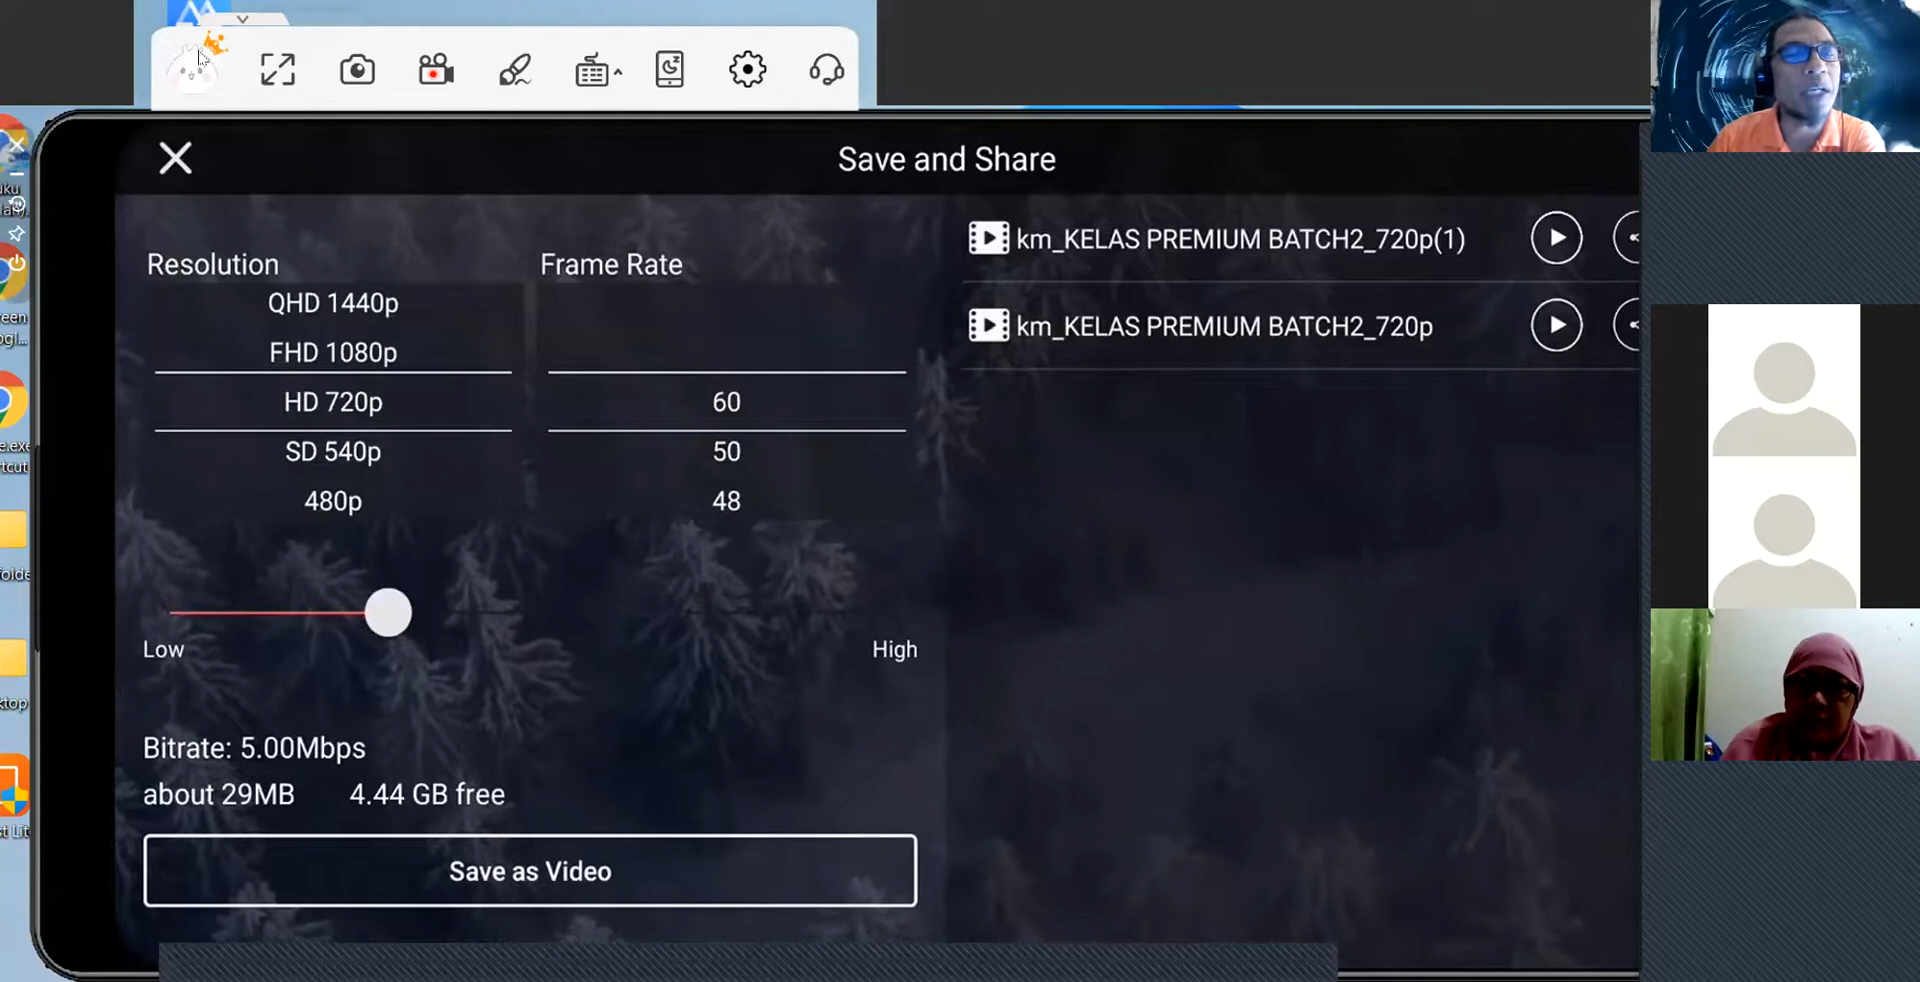 Save and Share
Resolution
Frame Rate
QHD 1440p
FHD 1080p
HD 720p
SD 540p
480p
60
50
48
Low
High
Bitrate: 5.00Mbps
about 29MB 4.44 GB free
Save as Video
km_KELAS PREMIUM BATCH2_720p(1)
km_KELAS PREMIUM BATCH2_720p